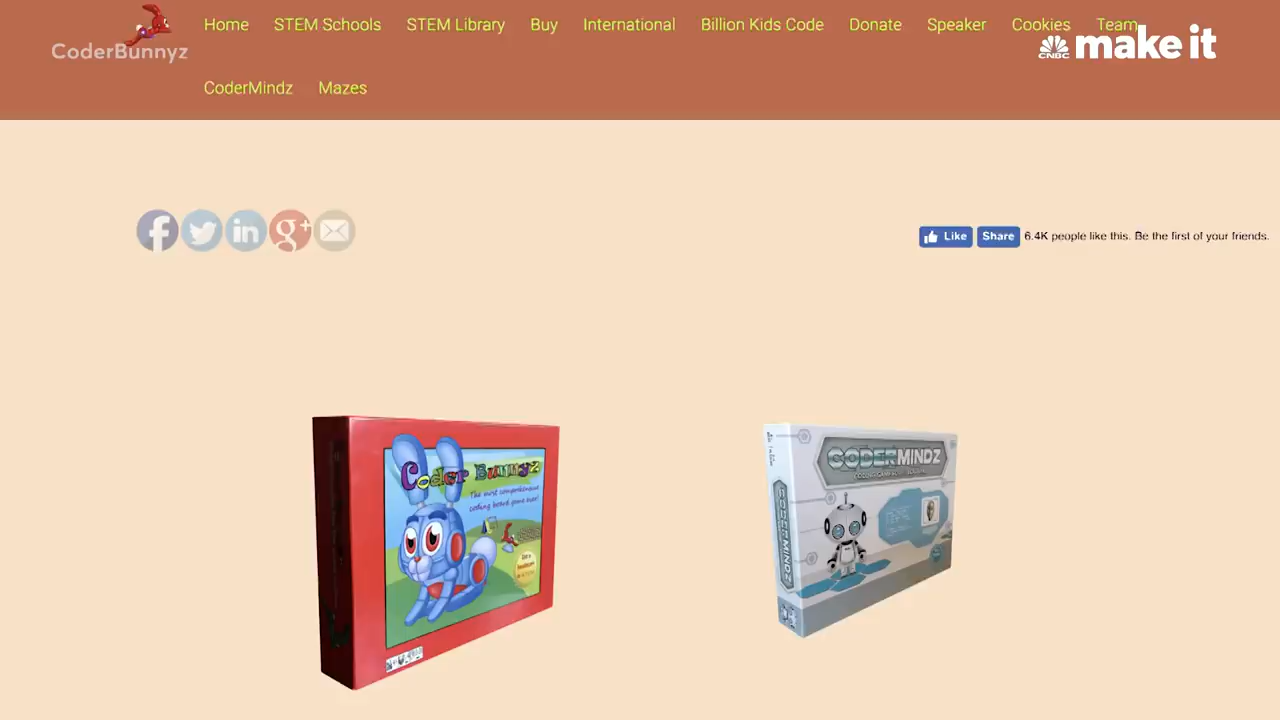 Home STEM Schools STEM Library Buy International Billion Kids Code Donate Speaker Cookies Team
CoderBunnyz
CNBC make it
CoderMindz Mazes
f in g+
Like Share 6.4K people like this. Be the first of your friends.
Coder Bunnyz
The most comprehensive
coding board game ever!
CODERMINDZ
CODERMINDZ